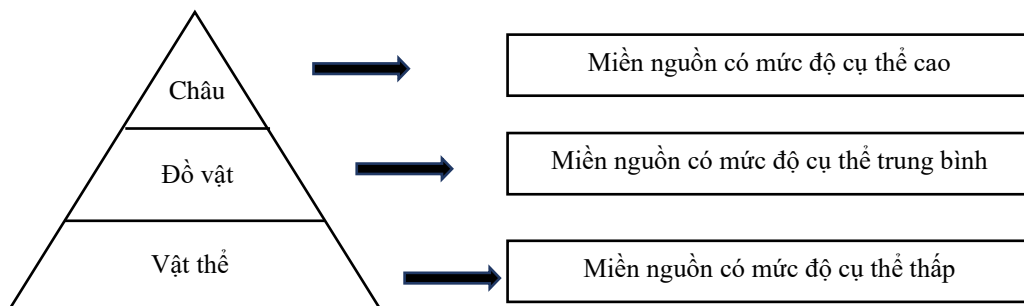 Châu
Miền nguồn có mức độ cụ thể cao
Đồ vật
Miền nguồn có mức độ cụ thể trung bình
Vật thể
Miền nguồn có mức độ cụ thể thấp